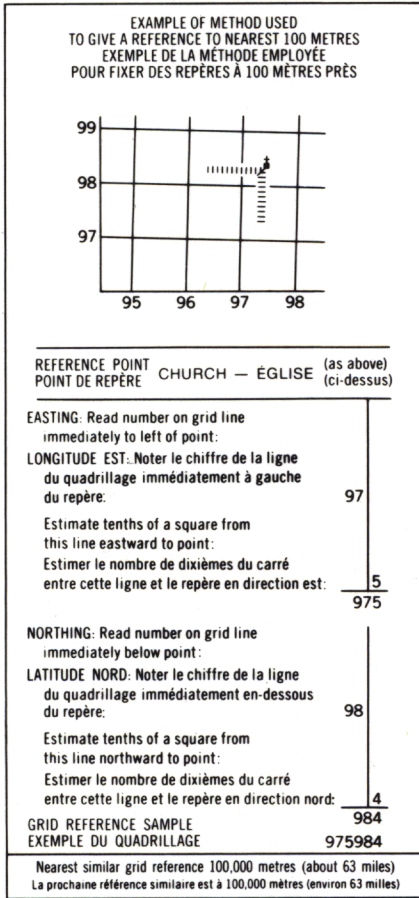 EXAMPLE OF METHOD USED
TO GIVE A REFERENCE TO NEAREST 100 METRES
EXEMPLE DE LA MÉTHODE EMPLOYÉE
POUR FIXER DES REPÈRES À 100 MÈTRES PRÈS
99
98
97
95 96 97 98
REFERENCE POINT
POINT DE REPÈRE CHURCH — ÉGLISE (as above)
(ci-dessus)
EASTING: Read number on grid line
immediately to left of point:
LONGITUDE EST: Noter le chiffre de la ligne
du quadrillage immédiatement à gauche
du repère: 97
Estimate tenths of a square from
this line eastward to point:
Estimer le nombre de dixièmes du carré
entre cette ligne et le repère en direction est: 5
975
NORTHING: Read number on grid line
immediately below point:
LATITUDE NORD: Noter le chiffre de la ligne
du quadrillage immédiatement en-dessous
du repère: 98
Estimate tenths of a square from
this line northward to point:
Estimer le nombre de dixièmes du carré
entre cette ligne et le repère en direction nord: 4
984
GRID REFERENCE SAMPLE
EXEMPLE DU QUADRILLAGE 975984
Nearest similar grid reference 100,000 metres (about 63 miles)
La prochaine référence similaire est à 100,000 mètres (environ 63 milles)